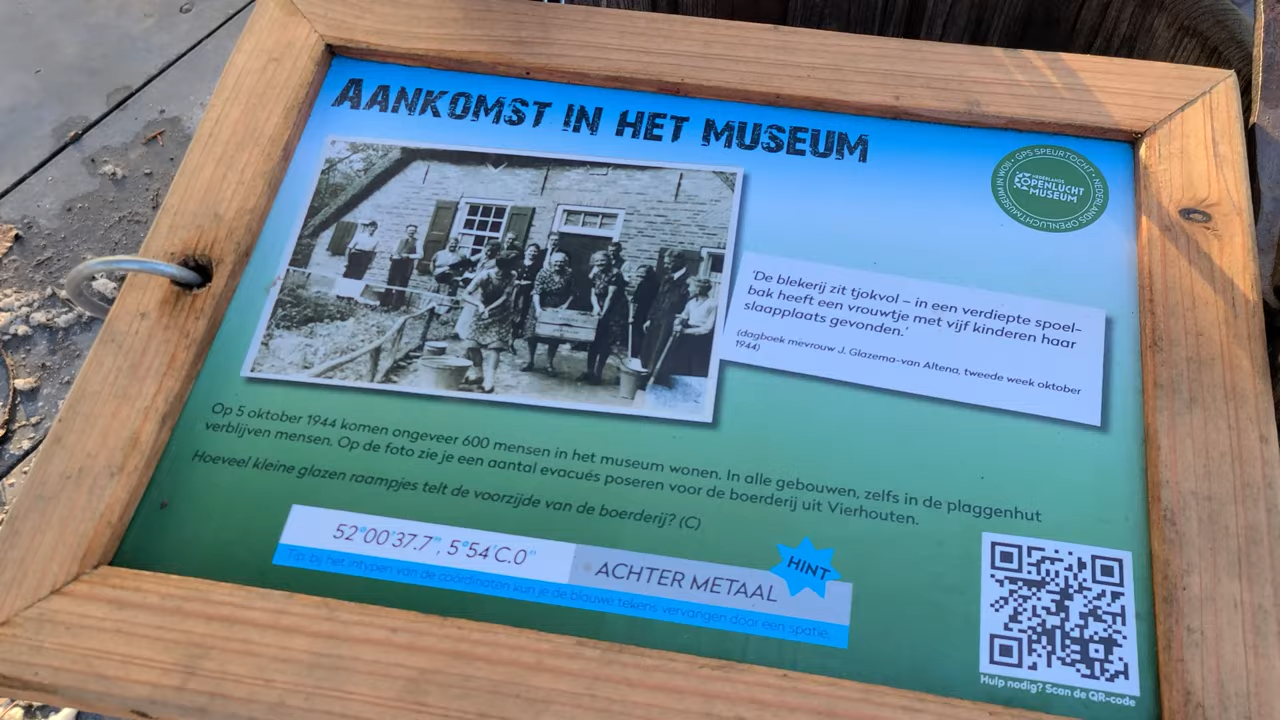 AANKOMST IN HET MUSEUM
• GPS SPEURTOCHT • NEDERLANDS OPENLUCHTMUSEUM IN WOII
NEDERLANDS
OPENLUCHT
MUSEUM
'De blekerij zit tjokvol – in een verdiepte spoel-
bak heeft een vrouwtje met vijf kinderen haar
slaapplaats gevonden.'
(dagboek mevrouw J. Glazema-van Altena, tweede week oktober
1944)
Op 5 oktober 1944 komen ongeveer 600 mensen in het museum wonen. In alle gebouwen, zelfs in de plaggenhut
verblijven mensen. Op de foto zie je een aantal evacués poseren voor de boerderij uit Vierhouten.
Hoeveel kleine glazen raampjes telt de voorzijde van de boerderij? (C)
52°00'37.7", 5°54'C.0"
ACHTER METAAL
HINT
Tip: bij het intypen van de coördinaten kun je de blauwe tekens vervangen door een spatie.
Hulp nodig? Scan de QR-code